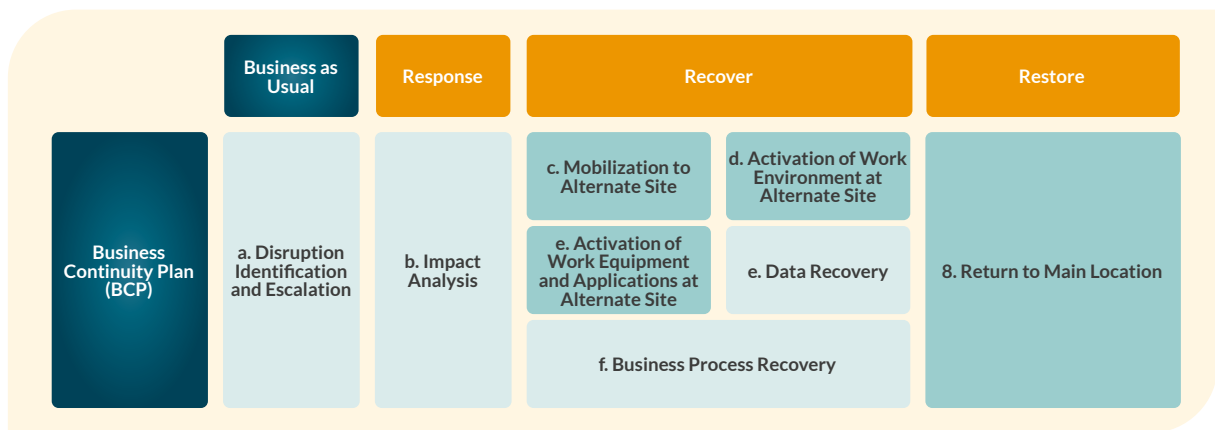 Business as
Usual
Response
Recover
Restore
Business
Continuity Plan
(BCP)
a. Disruption
Identification
and Escalation
b. Impact
Analysis
c. Mobilization to
Alternate Site
d. Activation of Work
Environment at
Alternate Site
e. Activation of
Work Equipment
and Applications at
Alternate Site
e. Data Recovery
f. Business Process Recovery
8. Return to Main Location